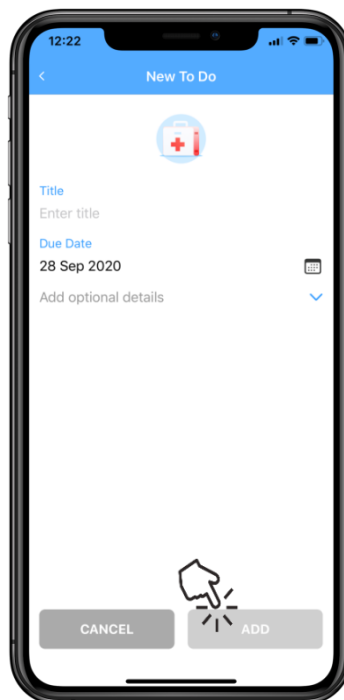 12:22
New To Do
Title
Enter title
Due Date
28 Sep 2020
Add optional details
CANCEL
ADD